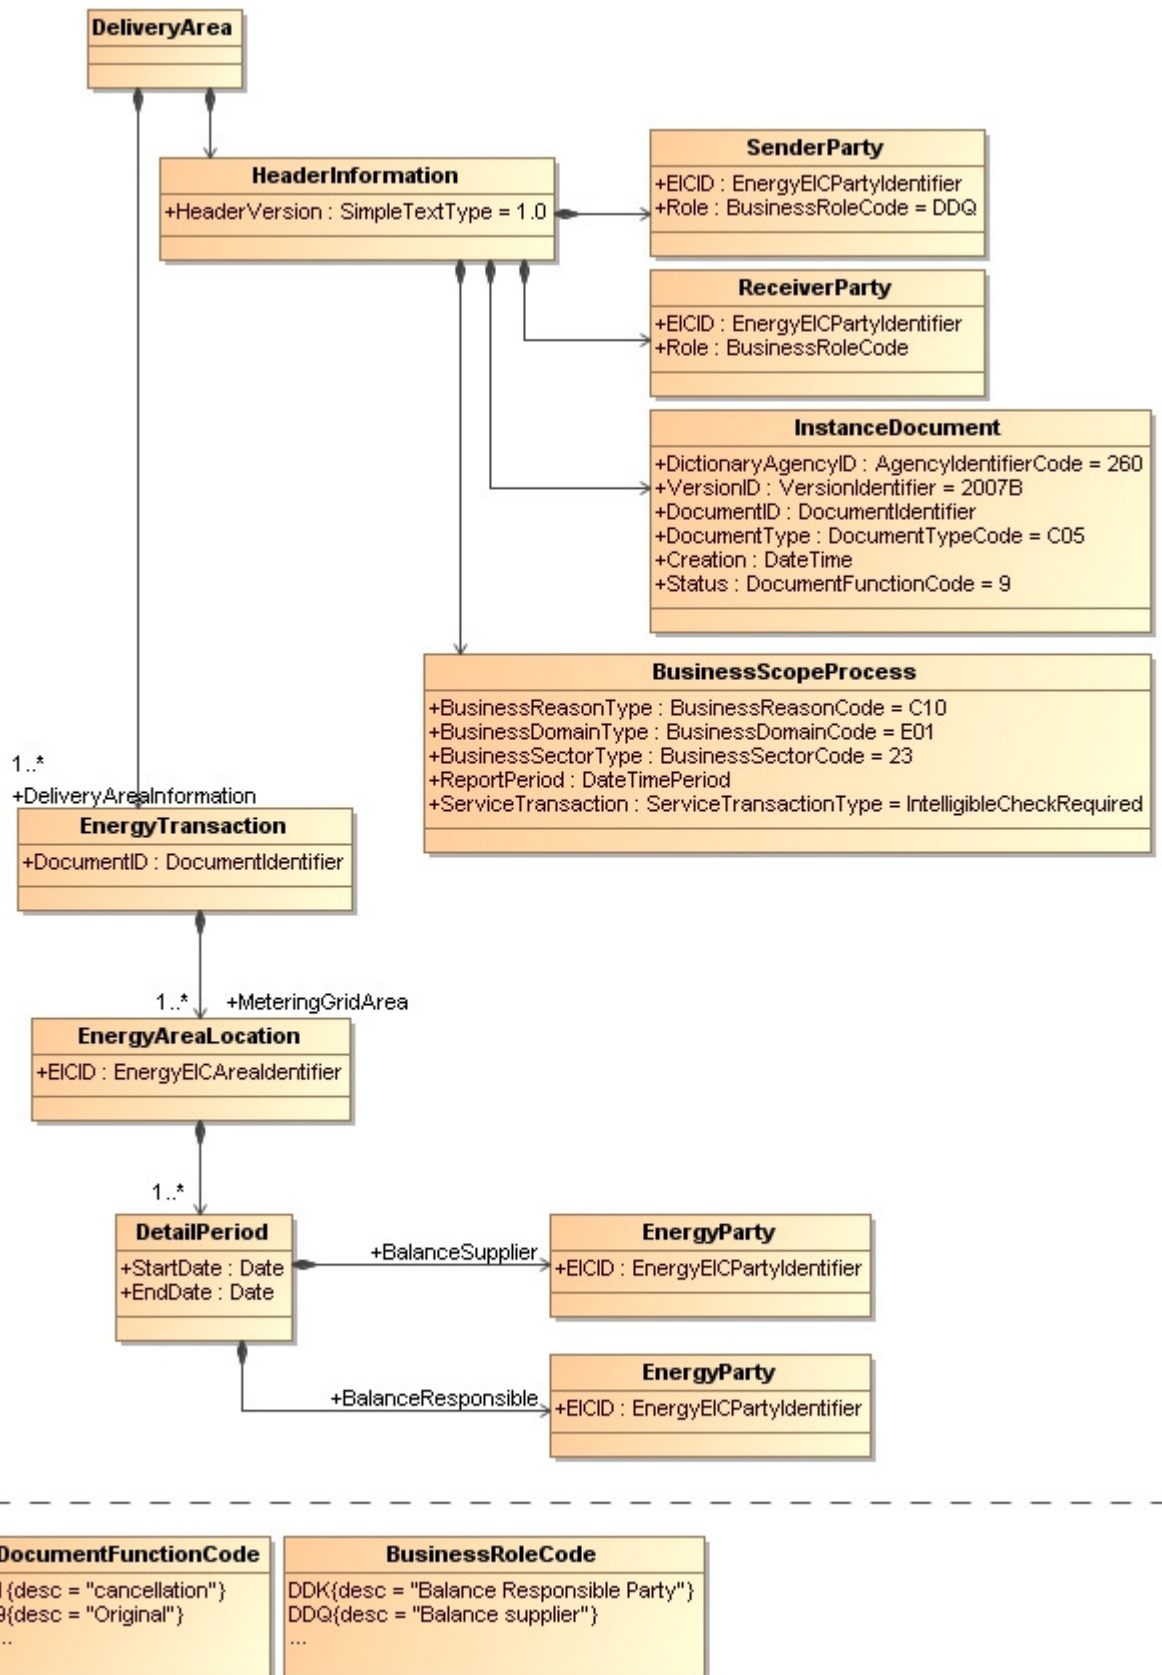 DeliveryArea
HeaderInformation
+HeaderVersion : SimpleTextType = 1.0
SenderParty
+EICID : EnergyEICPartyIdentifier
+Role : BusinessRoleCode = DDQ
ReceiverParty
+EICID : EnergyEICPartyIdentifier
+Role : BusinessRoleCode
InstanceDocument
+DictionaryAgencyID : AgencyIdentifierCode = 260
+VersionID : VersionIdentifier = 2007B
+DocumentID : DocumentIdentifier
+DocumentType : DocumentTypeCode = C05
+Creation : DateTime
+Status : DocumentFunctionCode = 9
BusinessScopeProcess
+BusinessReasonType : BusinessReasonCode = C10
+BusinessDomainType : BusinessDomainCode = E01
+BusinessSectorType : BusinessSectorCode = 23
+ReportPeriod : DateTimePeriod
+ServiceTransaction : ServiceTransactionType = IntelligibleCheckRequired
1..*
+DeliveryAreaInformation
EnergyTransaction
+DocumentID : DocumentIdentifier
1..* +MeteringGridArea
EnergyAreaLocation
+EICID : EnergyEICAreaIdentifier
1..*
DetailPeriod
+StartDate : Date
+EndDate : Date
+BalanceSupplier
EnergyParty
+EICID : EnergyEICPartyIdentifier
+BalanceResponsible
EnergyParty
+EICID : EnergyEICPartyIdentifier
DocumentFunctionCode
{desc = "cancellation"}
9{desc = "Original"}
...
BusinessRoleCode
DDK{desc = "Balance Responsible Party"}
DDQ{desc = "Balance supplier"}
...